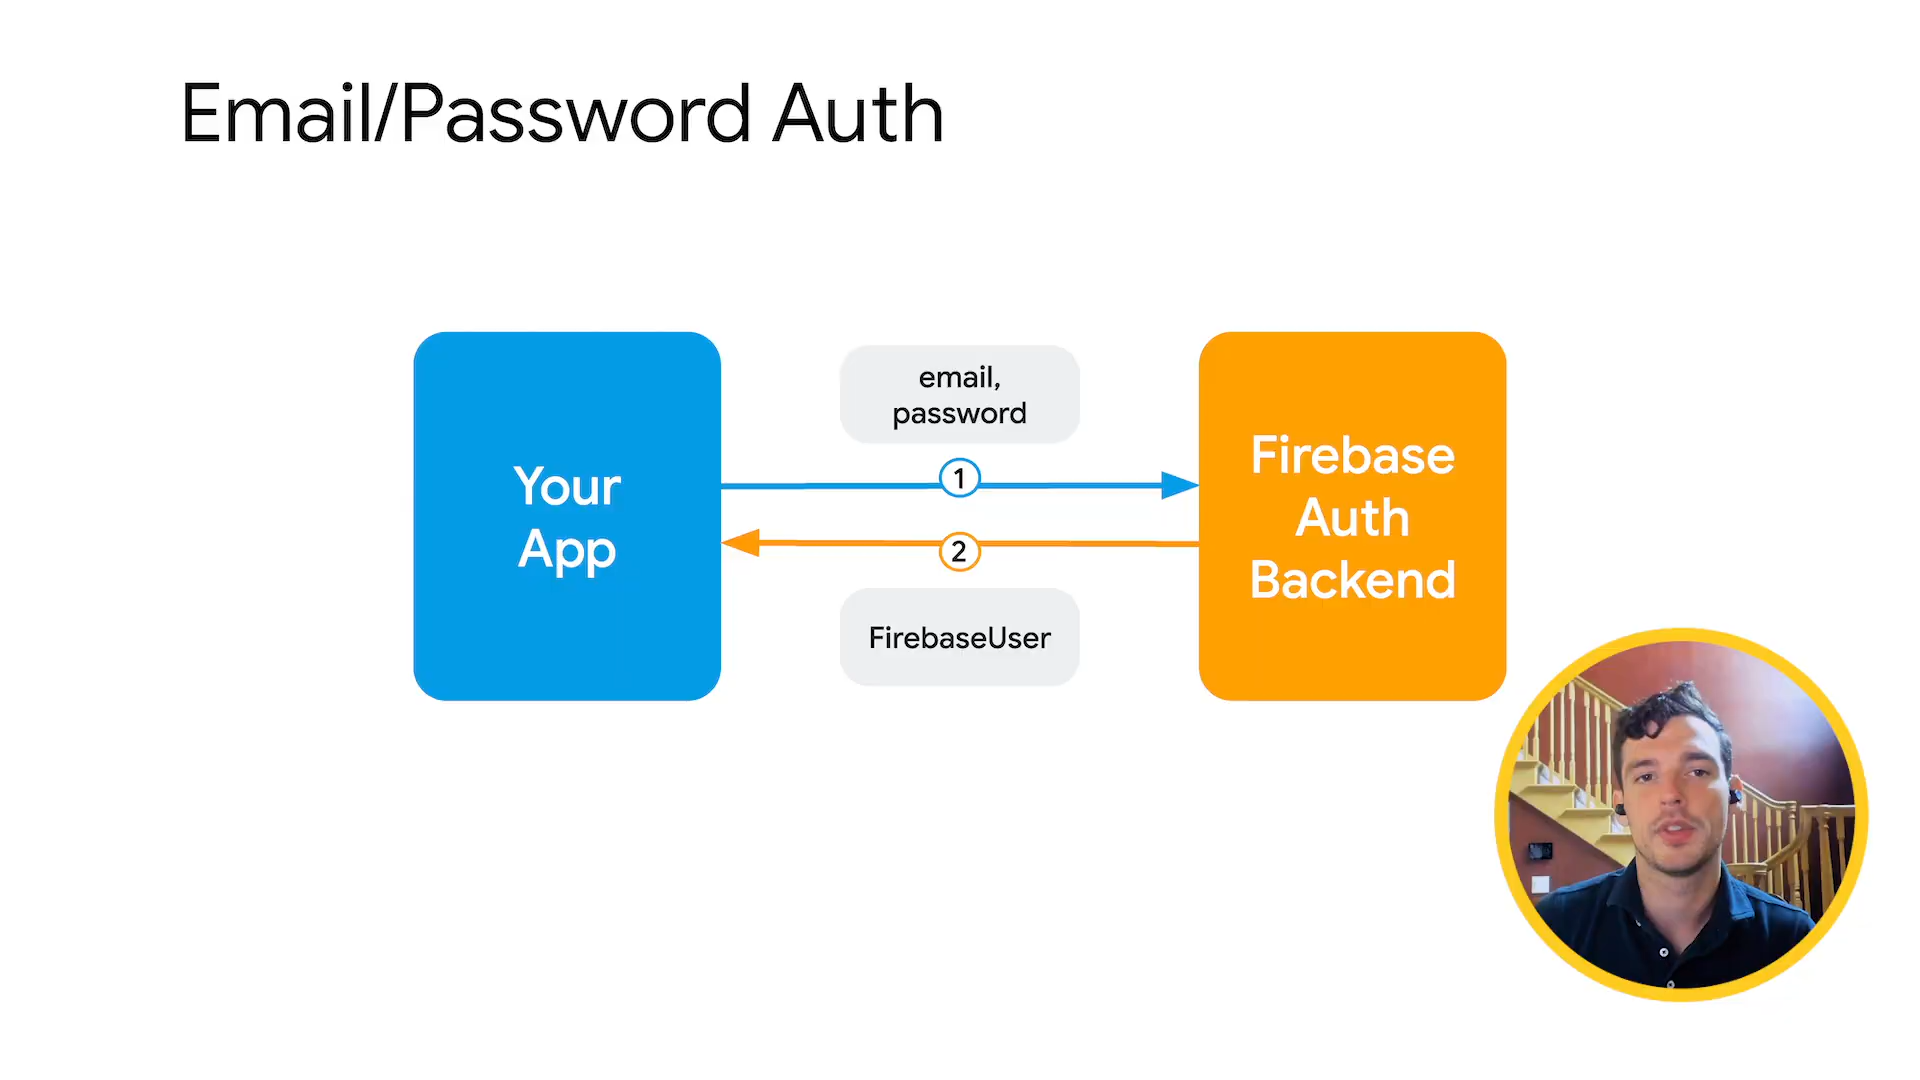 Email/Password Auth
email,
password
1
Your
App
Firebase
Auth
Backend
2
FirebaseUser